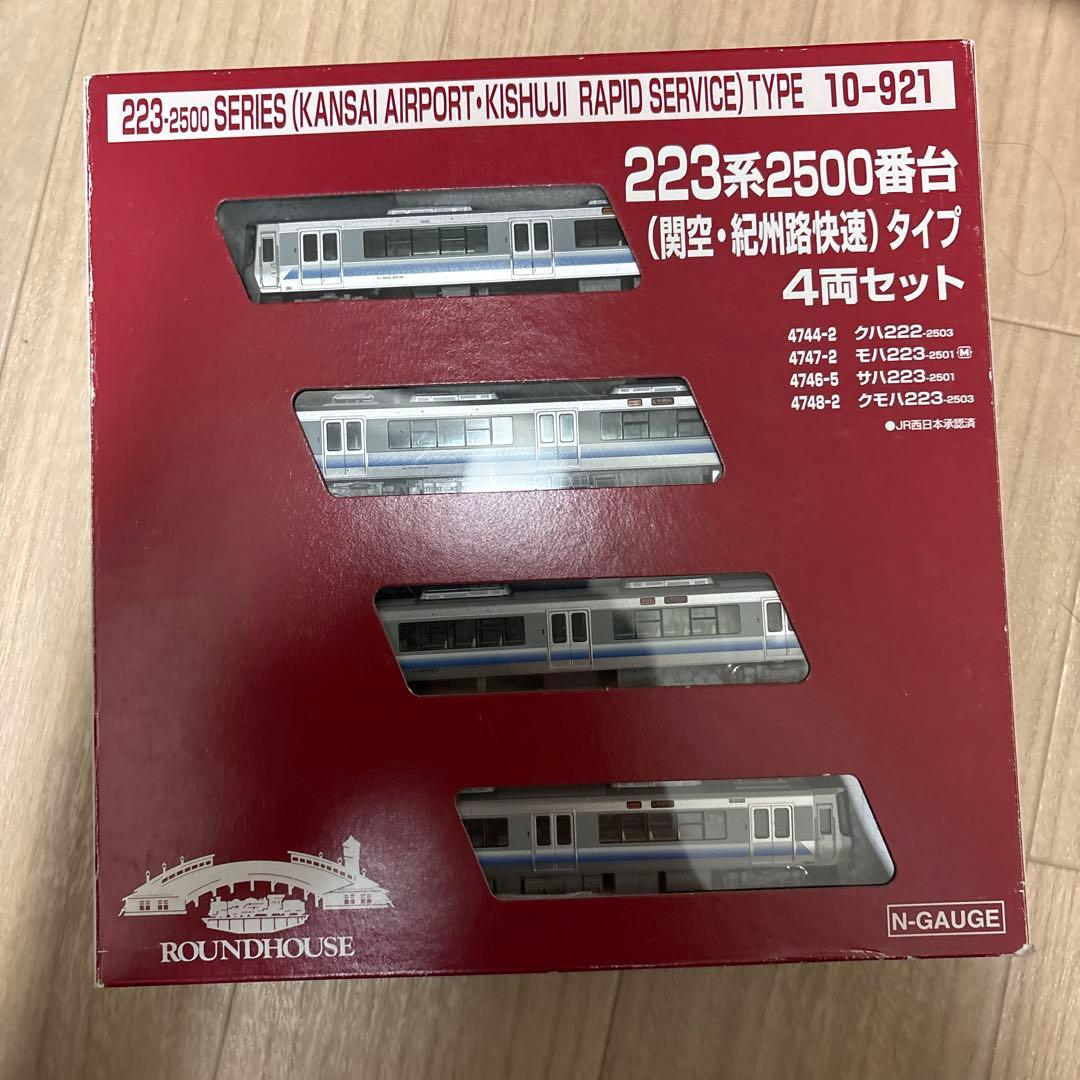 223-2500 SERIES (KANSAI AIRPORT・KISHUJI RAPID SERVICE) TYPE 10-921
223系2500番台
(関空・紀州路快速)タイプ
4両セット
4744-2 クハ222-2503
4747-2 モハ223-2501 M
4746-5 サハ223-2501
4748-2 クモハ223-2503
●JR西日本承認済
ROUNDHOUSE
N-GAUGE